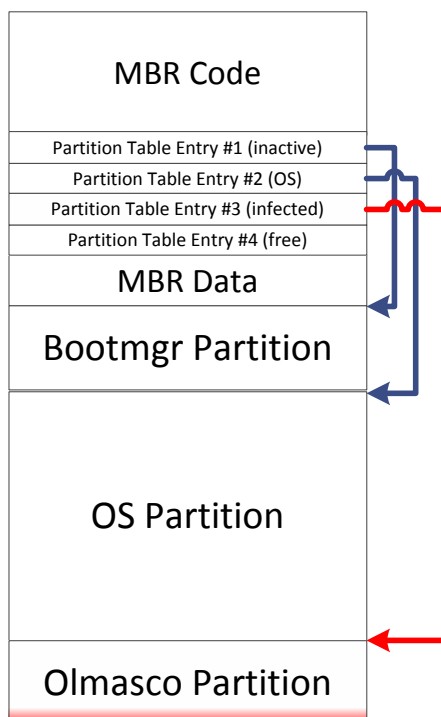 MBR Code
Partition Table Entry #1 (inactive)
Partition Table Entry #2 (OS)
Partition Table Entry #3 (infected)
Partition Table Entry #4 (free)
MBR Data
Bootmgr Partition
OS Partition
Olmasco Partition